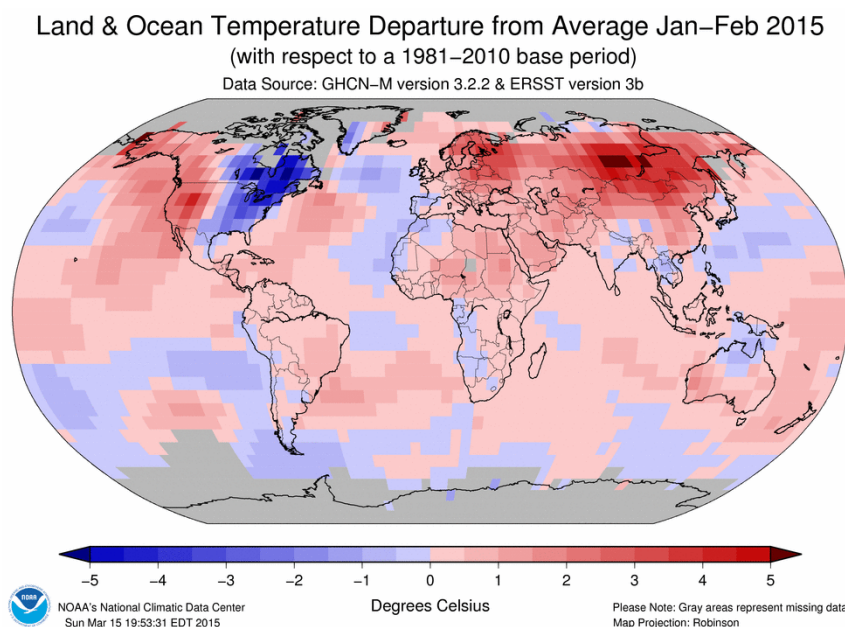 Land & Ocean Temperature Departure from Average Jan–Feb 2015
(with respect to a 1981–2010 base period)
Data Source: GHCN–M version 3.2.2 & ERSST version 3b
−5 −4 −3 −2 −1 0 1 2 3 4 5
Degrees Celsius
NOAA
NOAA's National Climatic Data Center
Sun Mar 15 19:53:31 EDT 2015
Please Note: Gray areas represent missing data
Map Projection: Robinson